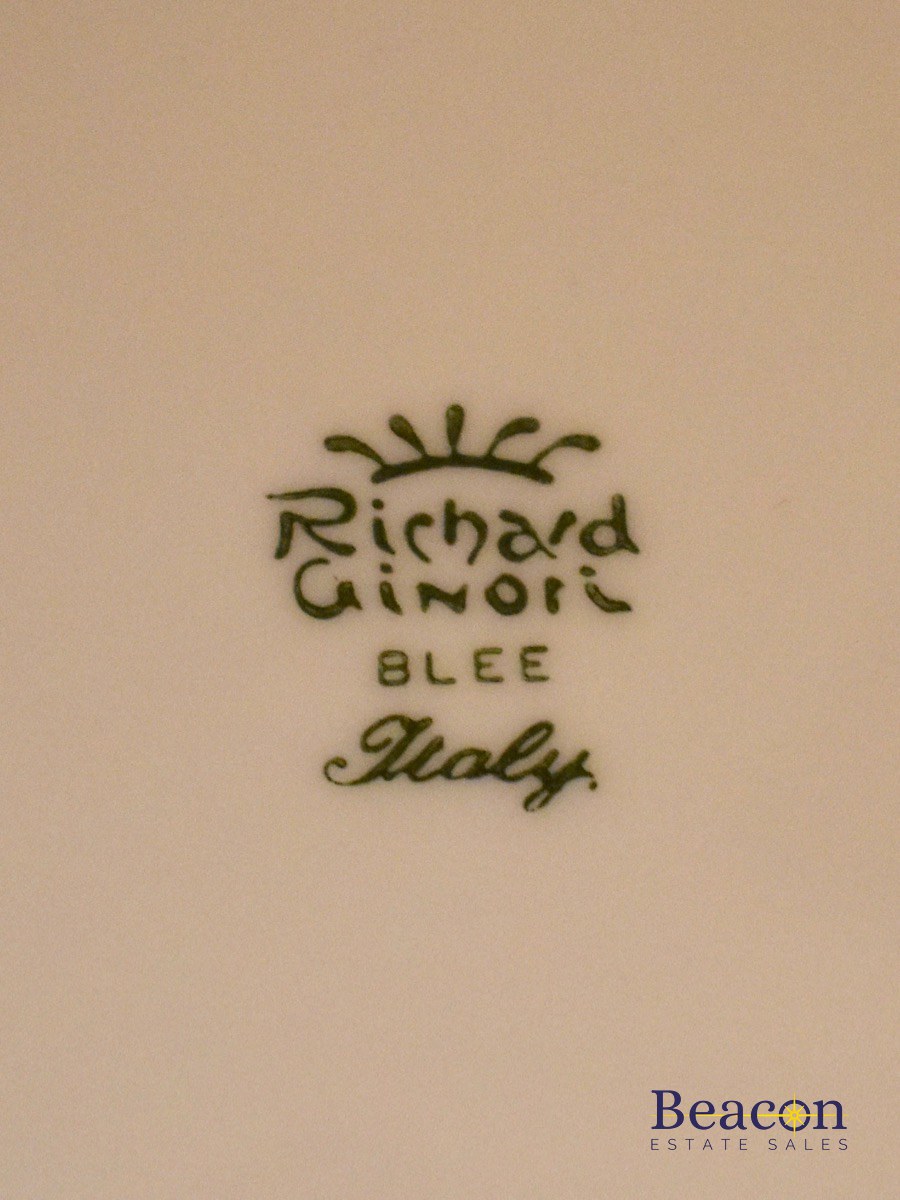 Richard
Ginori
BLEE
Italy.
Beacon
ESTATE SALES